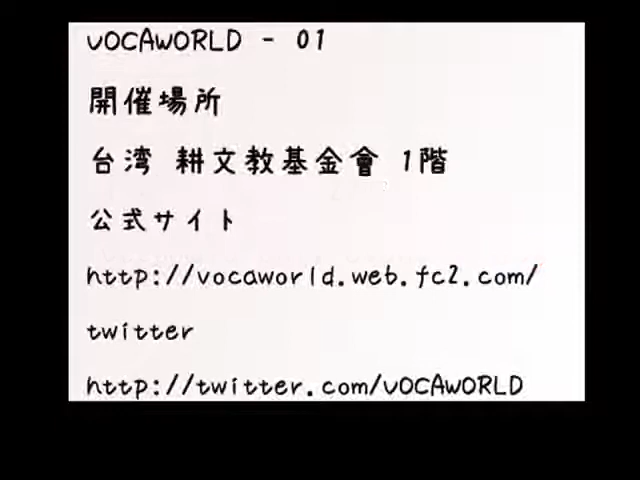 VOCAWORLD - 01
開催場所
台湾 耕文教基金會 1階
公式サイト
http://vocaworld.web.fc2.com/
twitter
http://twitter.com/VOCAWORLD